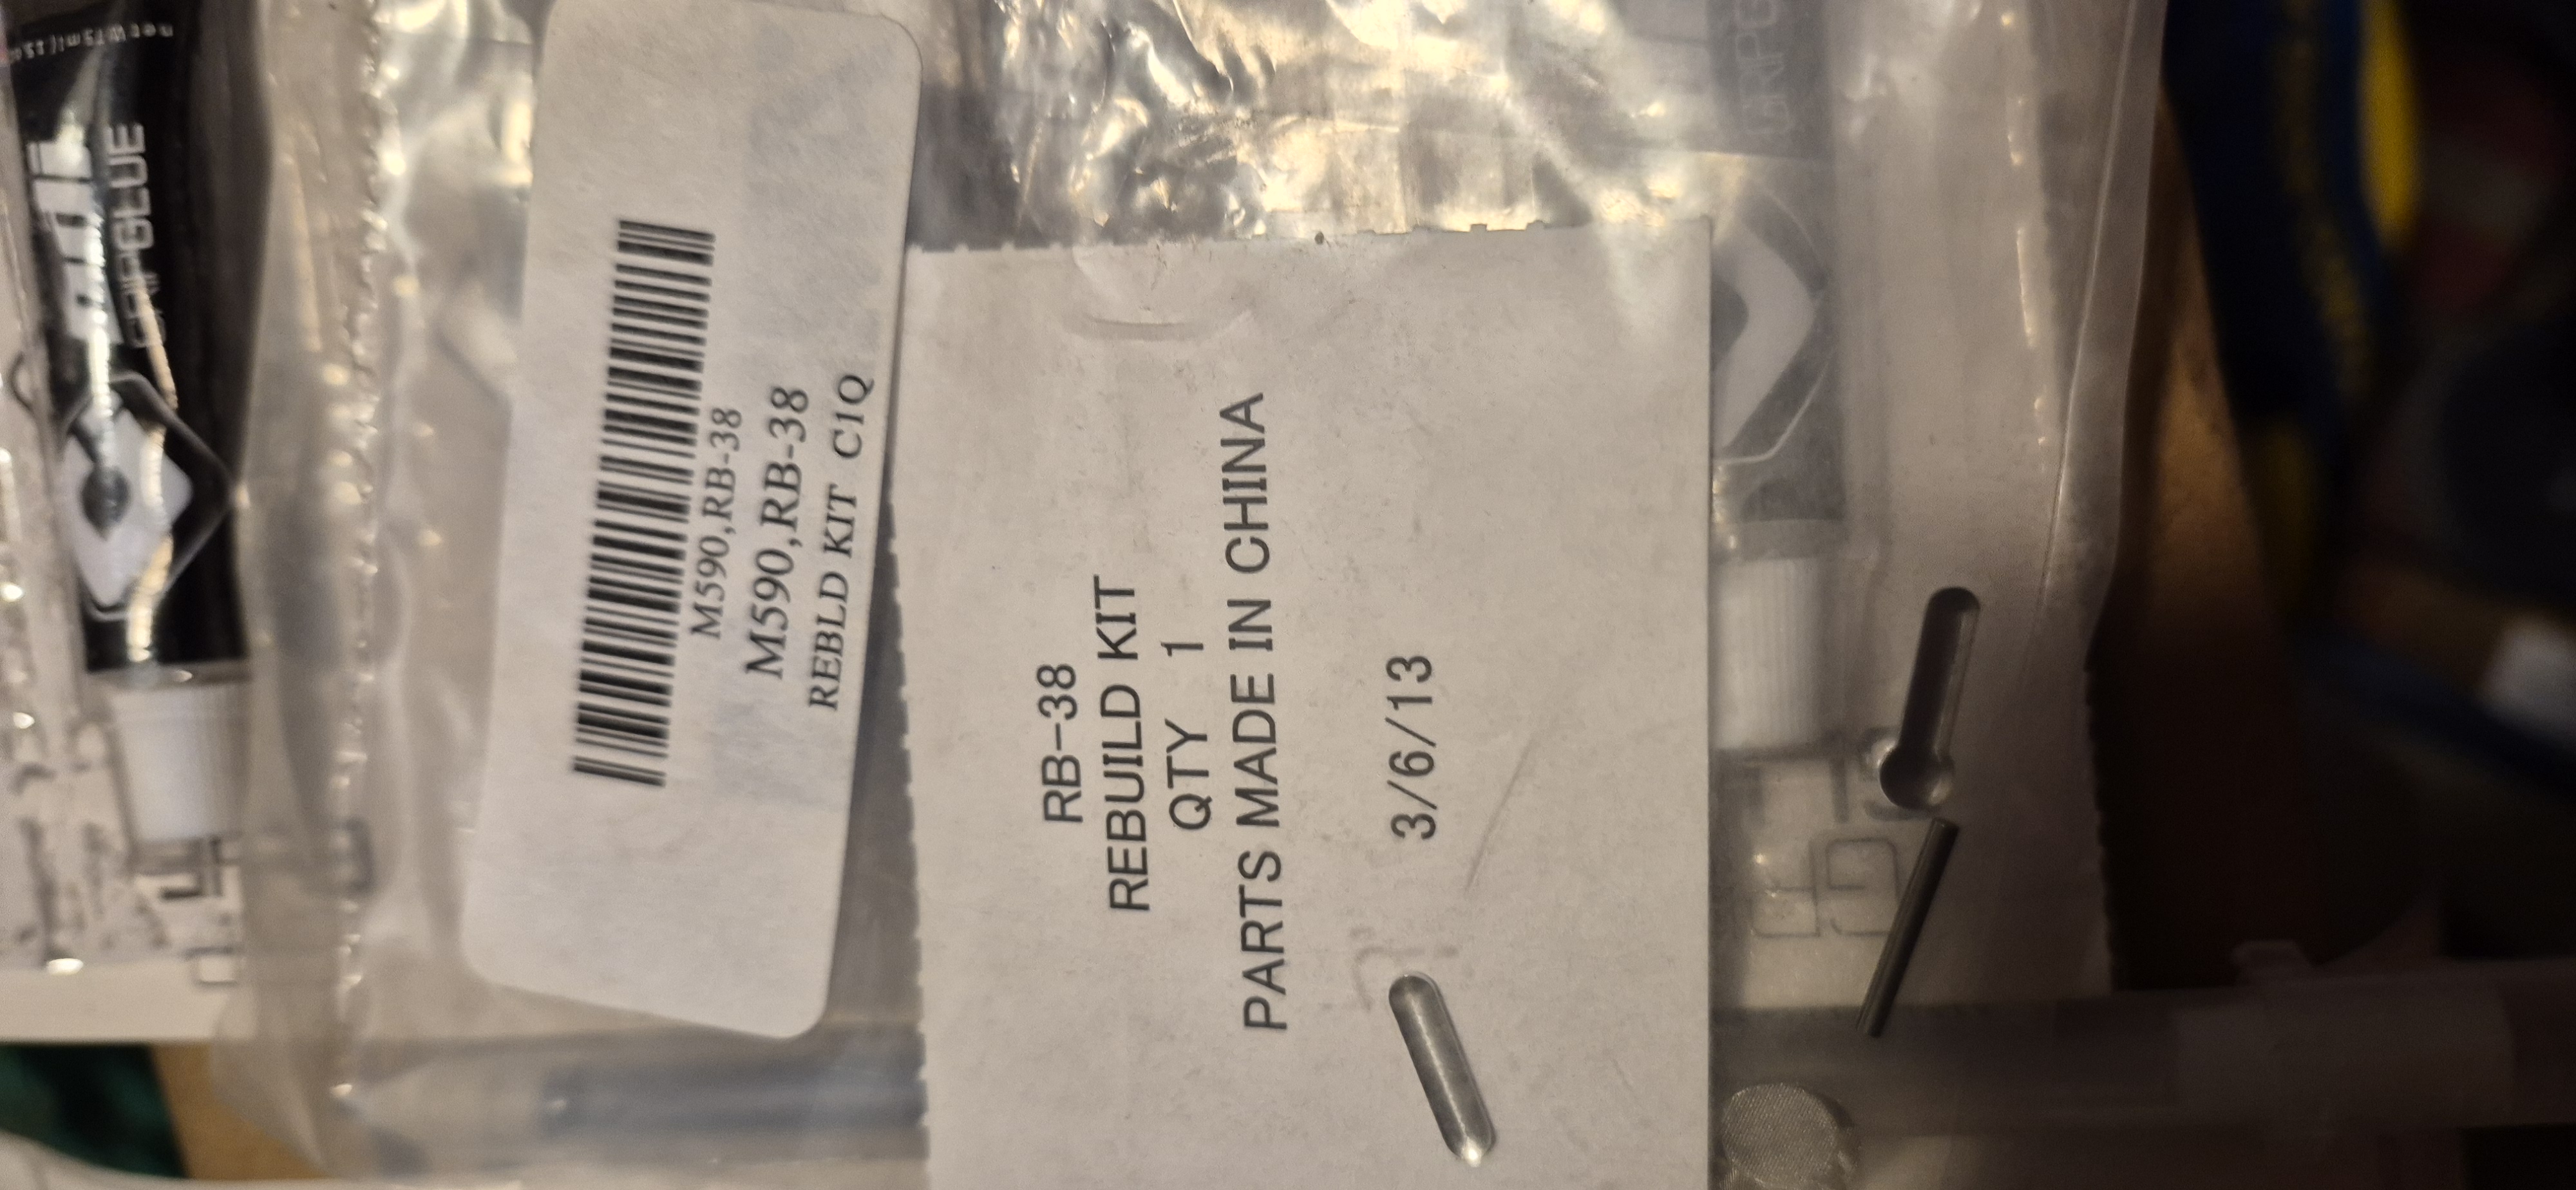 M590,RB-38
M590,RB-38
REBLD KIT C1Q
RB-38
REBUILD KIT
QTY 1
PARTS MADE IN CHINA
3/6/13
GRIPGLUE